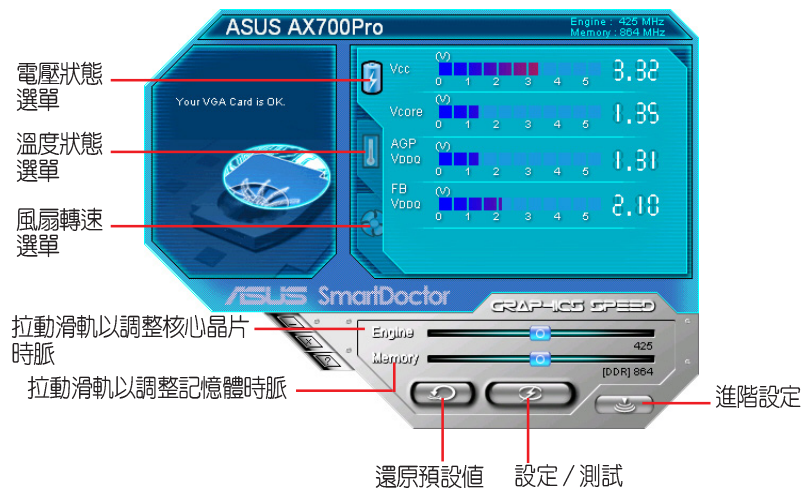 ASUS AX700Pro
Engine : 425 MHz
Memory : 864 MHz
電壓狀態
選單
溫度狀態
選單
風扇轉速
選單
Your VGA Card is OK.
Vcc
(V)
0 1 2 3 4 5
3.32
Vcore
(V)
0 1 2 3 4 5
1.35
AGP
VDDQ
(V)
0 1 2 3 4 5
1.31
FB
VDDQ
(V)
0 1 2 3 4 5
2.10
ASUS SmartDoctor
GRAPHICS SPEED
拉動滑軌以調整核心晶片
時脈
Engine
425
Memory
[DDR] 864
拉動滑軌以調整記憶體時脈
進階設定
還原預設值
設定 / 測試